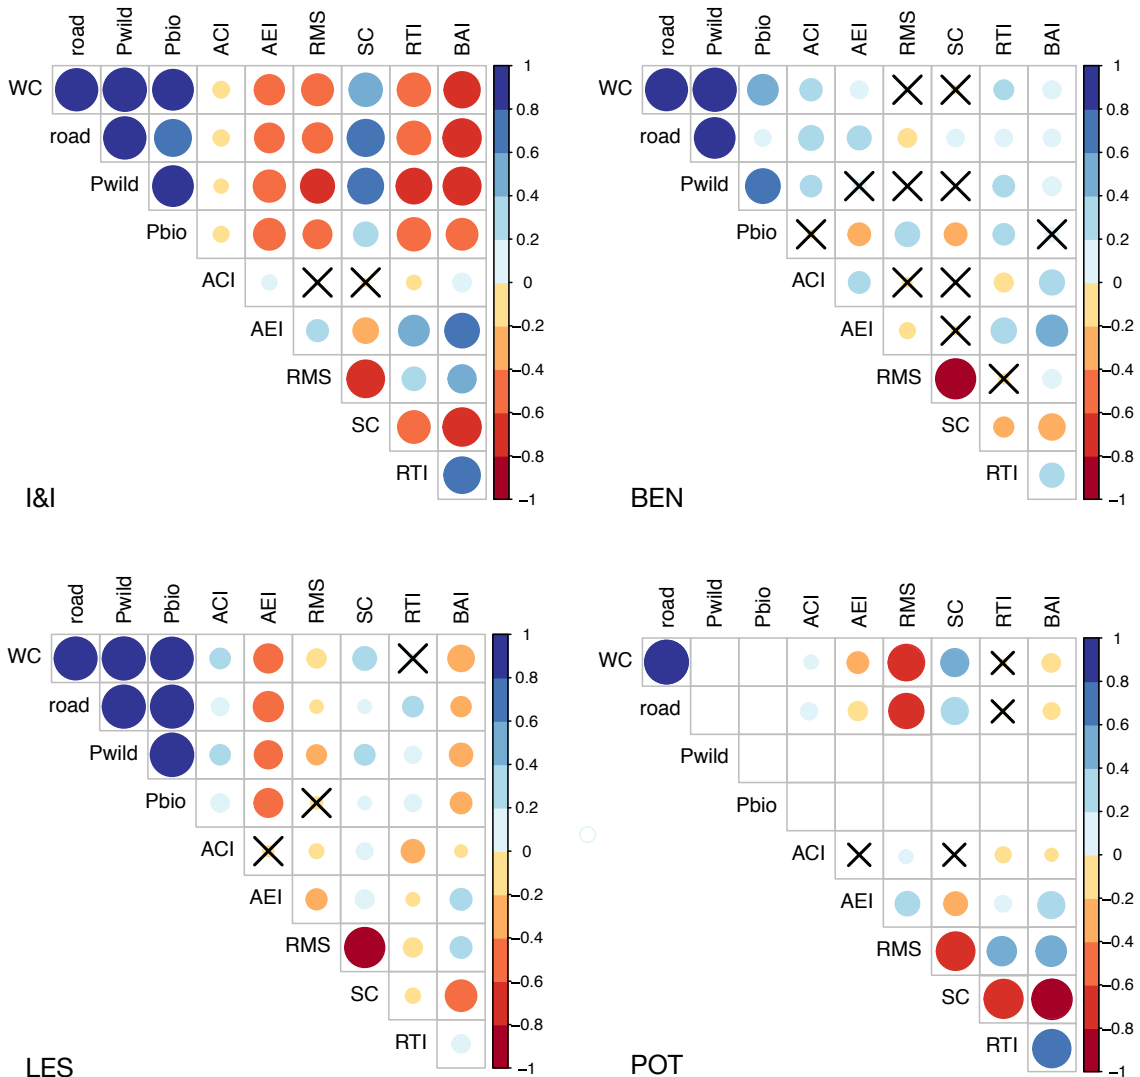 road Pwild Pbio ACI AEI RMS SC RTI BAI
WC
road
Pwild
Pbio
ACI
AEI
RMS
SC
RTI
1
0.8
0.6
0.4
0.2
0
−0.2
−0.4
−0.6
−0.8
−1
I&I
road Pwild Pbio ACI AEI RMS SC RTI BAI
WC
road
Pwild
Pbio
ACI
AEI
RMS
SC
RTI
1
0.8
0.6
0.4
0.2
0
−0.2
−0.4
−0.6
−0.8
−1
BEN
road Pwild Pbio ACI AEI RMS SC RTI BAI
WC
road
Pwild
Pbio
ACI
AEI
RMS
SC
RTI
1
0.8
0.6
0.4
0.2
0
−0.2
−0.4
−0.6
−0.8
−1
LES
road Pwild Pbio ACI AEI RMS SC RTI BAI
WC
road
Pwild
Pbio
ACI
AEI
RMS
SC
RTI
1
0.8
0.6
0.4
0.2
0
−0.2
−0.4
−0.6
−0.8
−1
POT